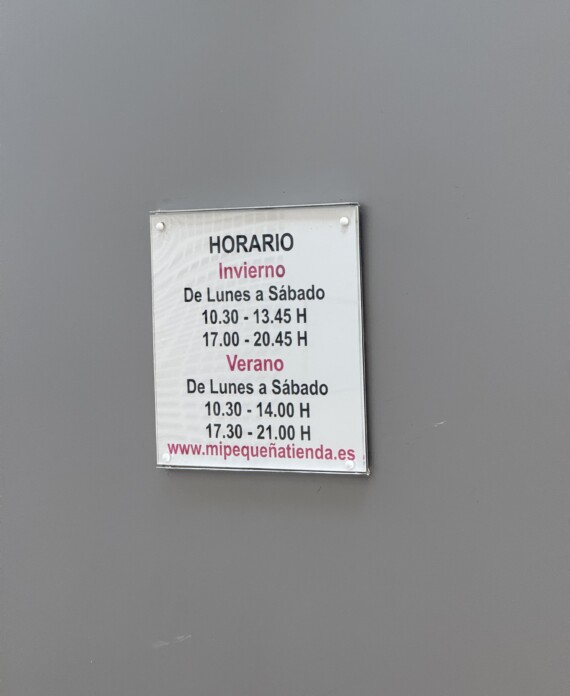 HORARIO
Invierno
De Lunes a Sábado
10.30 - 13.45 H
17.00 - 20.45 H
Verano
De Lunes a Sábado
10.30 - 14.00 H
17.30 - 21.00 H
www.mipequeñatienda.es